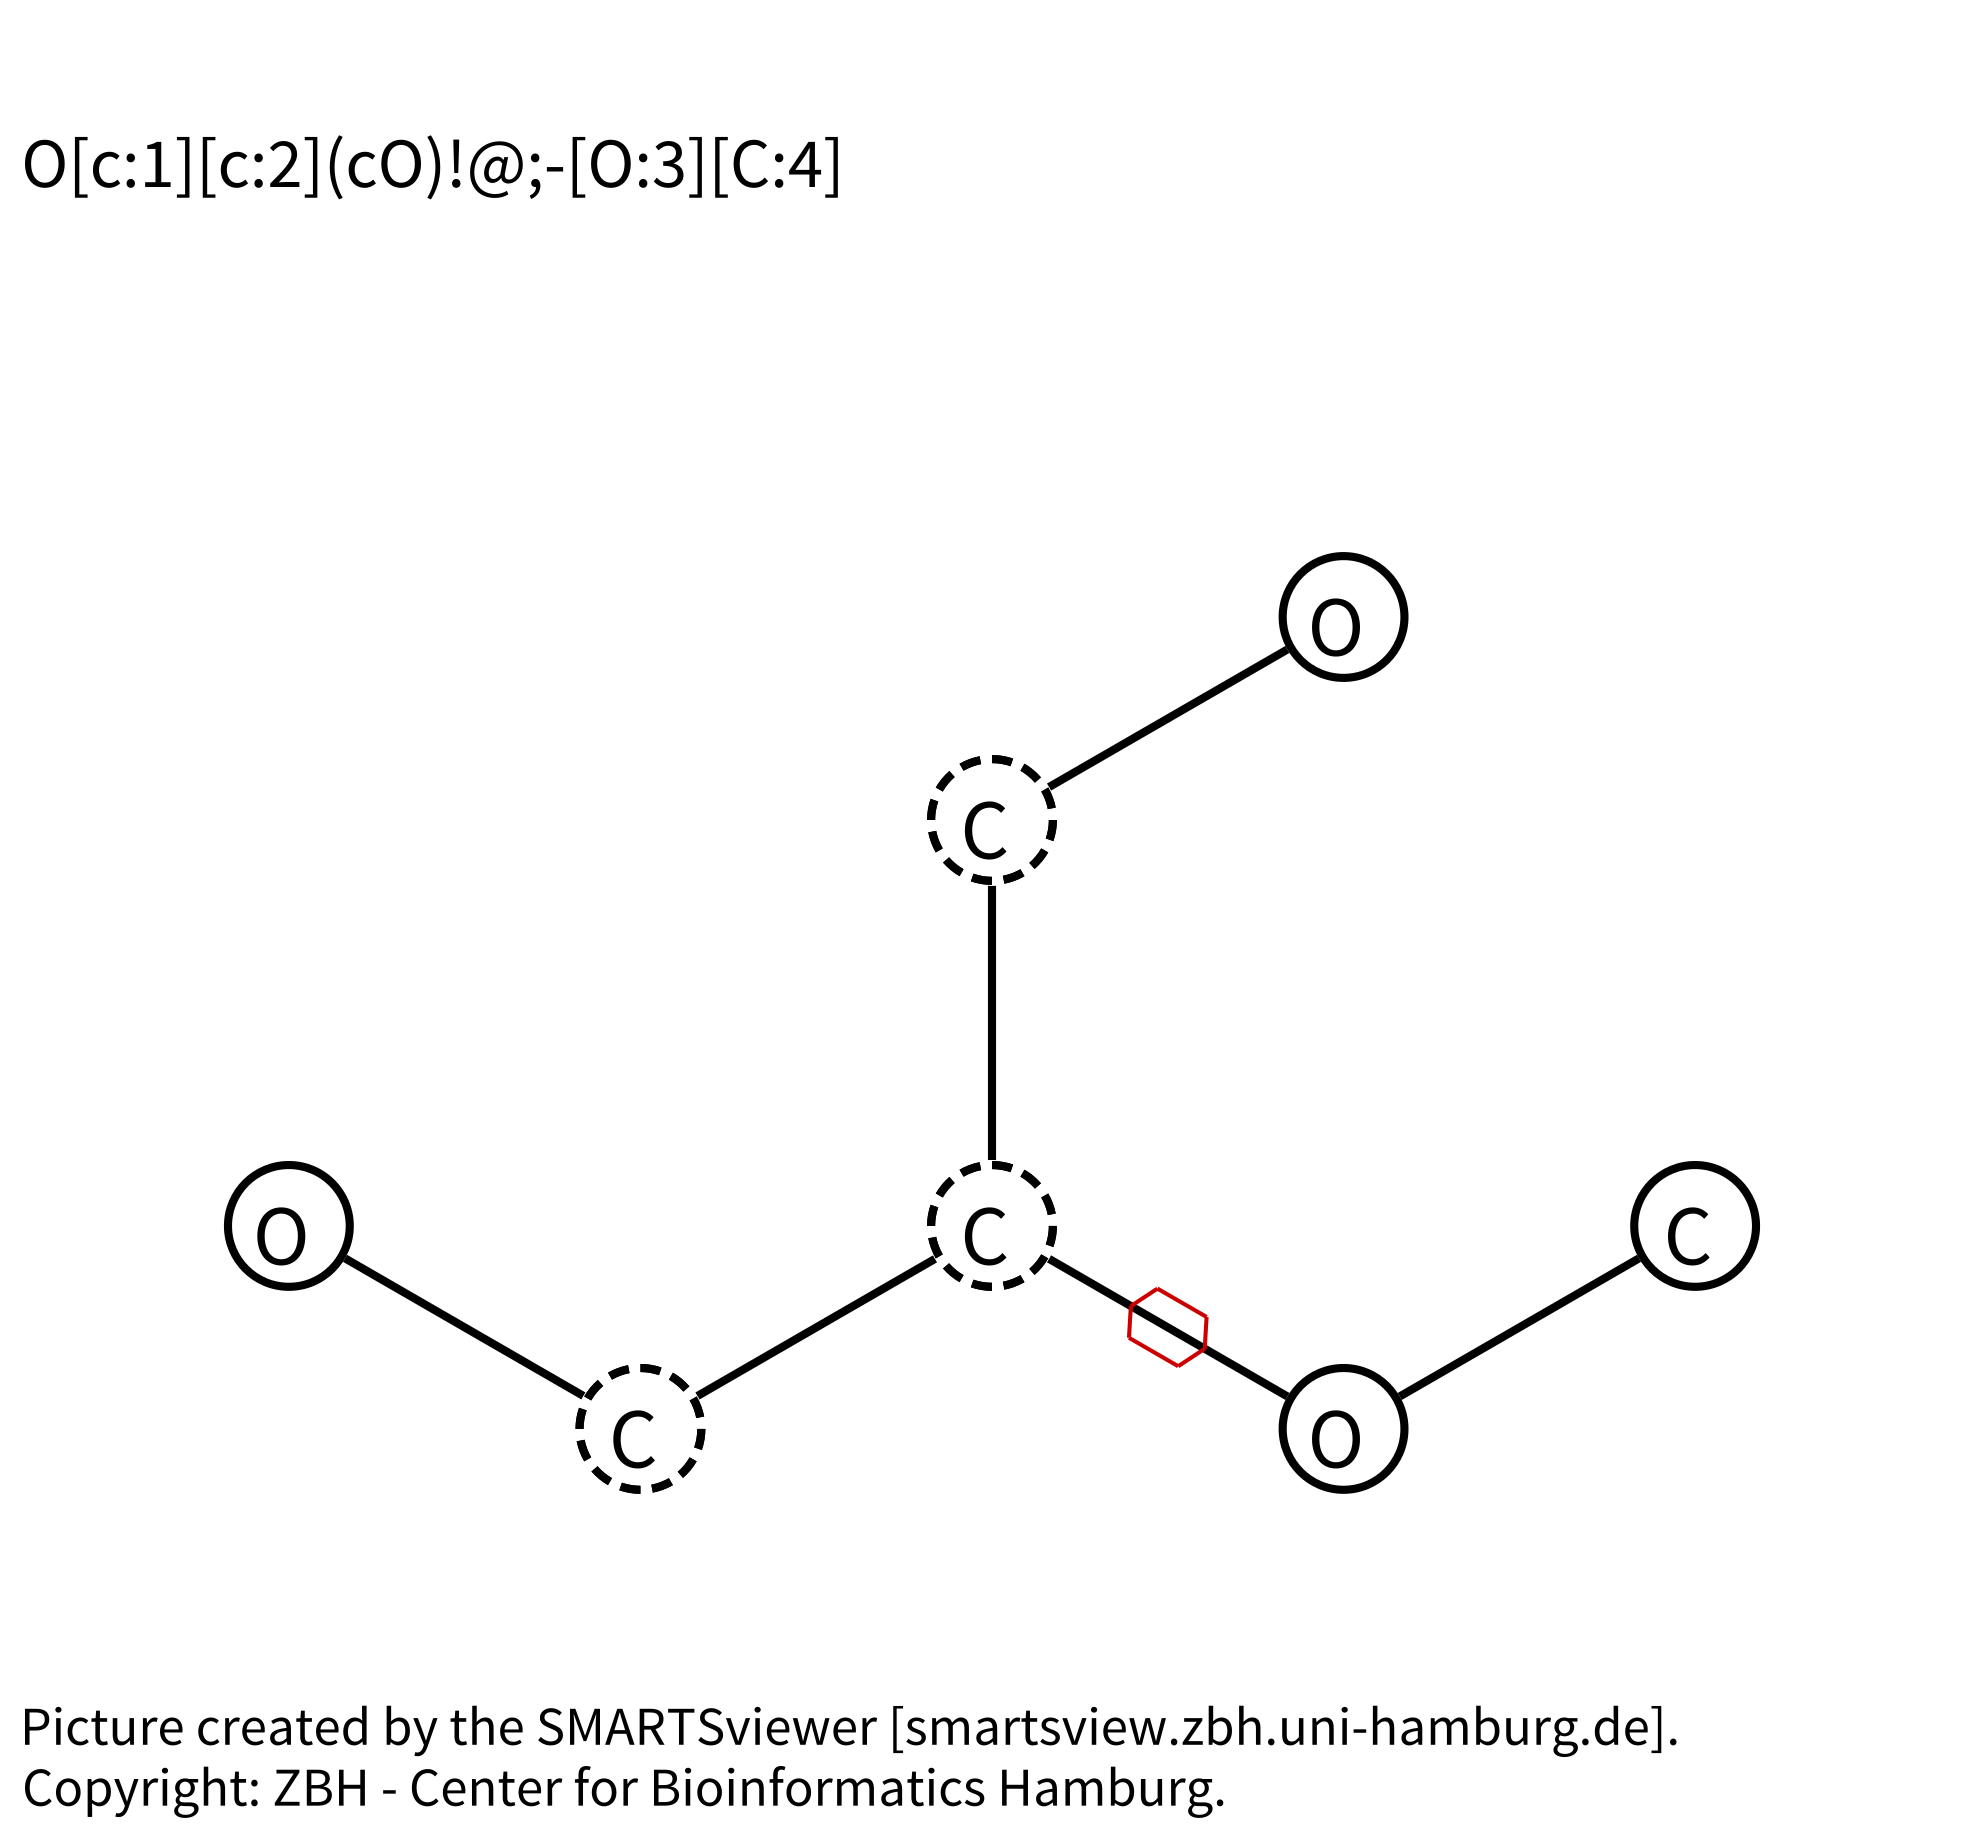 O[c:1][c:2](cO)!@;-[O:3][C:4]
O
C
O
C
C
C
O
Picture created by the SMARTSviewer [smartsview.zbh.uni-hamburg.de].
Copyright: ZBH - Center for Bioinformatics Hamburg.